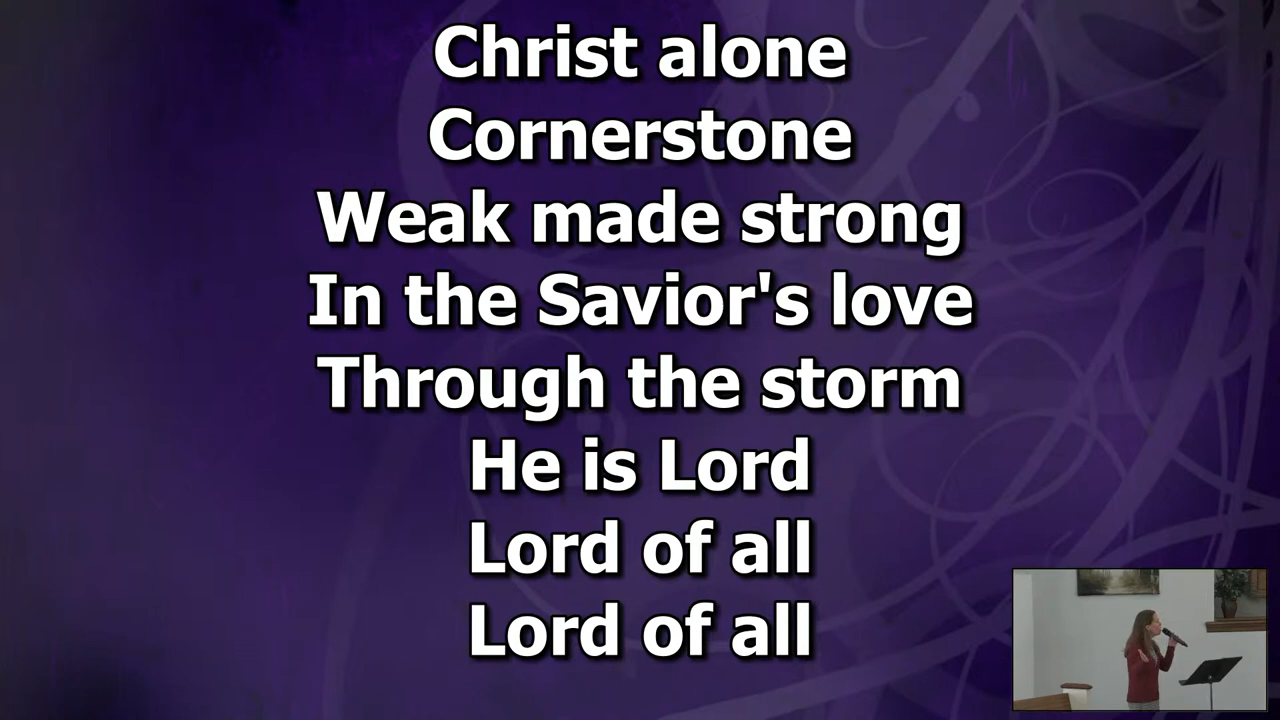 Christ alone
Cornerstone
Weak made strong
In the Savior's love
Through the storm
He is Lord
Lord of all
Lord of all